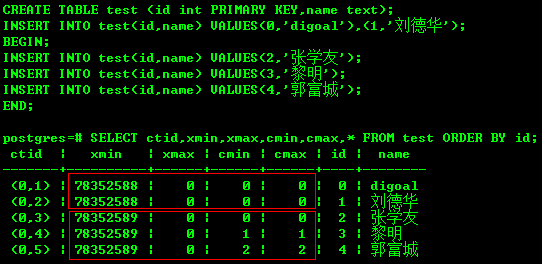 CREATE TABLE test (id int PRIMARY KEY,name text);
INSERT INTO test(id,name) VALUES(0,'digoal'),(1,'刘德华');
BEGIN;
INSERT INTO test(id,name) VALUES(2,'张学友');
INSERT INTO test(id,name) VALUES(3,'黎明');
INSERT INTO test(id,name) VALUES(4,'郭富城');
END;
postgres=# SELECT ctid,xmin,xmax,cmin,cmax,* FROM test ORDER BY id;
ctid | xmin | xmax | cmin | cmax | id | name
-------+----------+------+------+------+----+--------
(0,1) | 78352588 | 0 | 0 | 0 | 0 | digoal
(0,2) | 78352588 | 0 | 0 | 0 | 1 | 刘德华
(0,3) | 78352589 | 0 | 0 | 0 | 2 | 张学友
(0,4) | 78352589 | 0 | 1 | 1 | 3 | 黎明
(0,5) | 78352589 | 0 | 2 | 2 | 4 | 郭富城